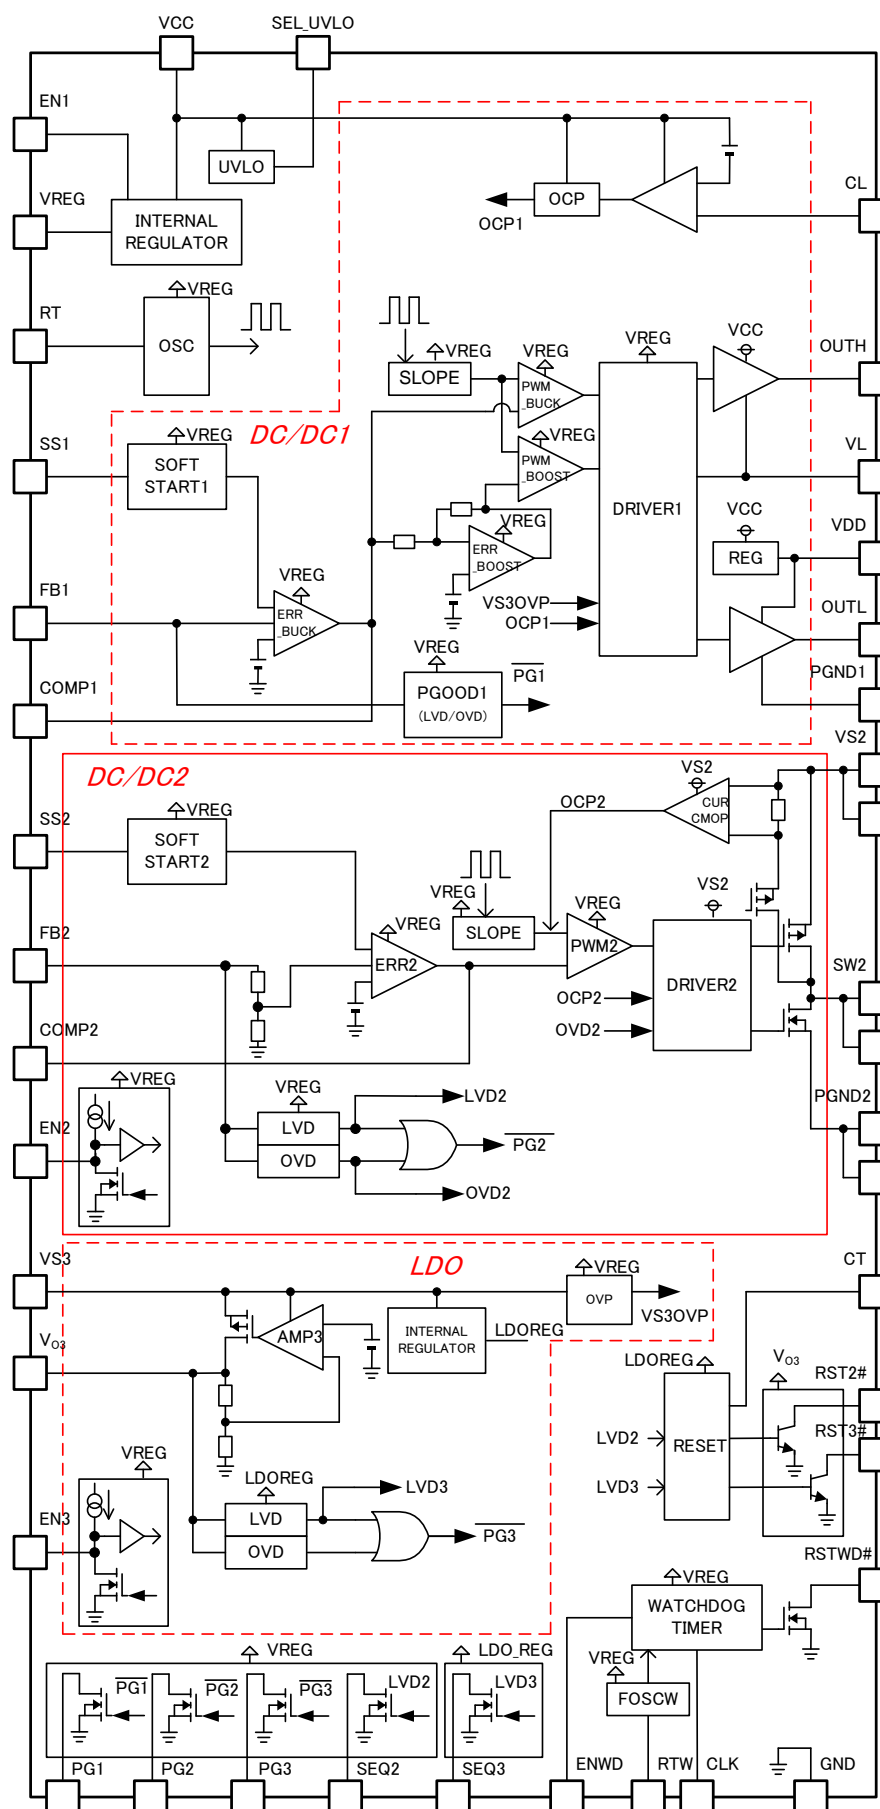 VCC
SEL_UVLO
EN1
UVLO
VREG
INTERNAL
REGULATOR
OCP
OCP1
CL
RT
VREG
OSC
VREG
SLOPE
VREG
PWM
_BUCK
VREG
VCC
OUTH
DC/DC1
SS1
VREG
SOFT
START1
VREG
PWM
_BOOST
DRIVER1
VL
VREG
ERR
_BOOST
VCC
REG
VDD
FB1
VREG
ERR
_BUCK
VS3OVP
OCP1
OUTL
COMP1
VREG
PGOOD1
(LVD/OVD)
PG1
PGND1
DC/DC2
VS2
VS2
CUR
CMOP
OCP2
SS2
VREG
SOFT
START2
VREG
SLOPE
VREG
PWM2
VS2
FB2
VREG
ERR2
DRIVER2
SW2
OCP2
OVD2
COMP2
VREG
VREG
LVD2
PGND2
EN2
LVD
OVD
PG2
OVD2
VS3
LDO
VREG
OVP
VS3OVP
CT
AMP3
INTERNAL
REGULATOR
LDOREG
VO3
LDOREG
VO3
RST2#
RST3#
LVD2
RESET
LVD3
VREG
LDOREG
LVD3
EN3
LVD
OVD
PG3
RSTWD#
VREG
WATCHDOG
TIMER
VREG
LDO_REG
VREG
FOSCW
PG1
PG2
PG3
LVD2
LVD3
PG1
PG2
PG3
SEQ2
SEQ3
ENWD
RTW
CLK
GND